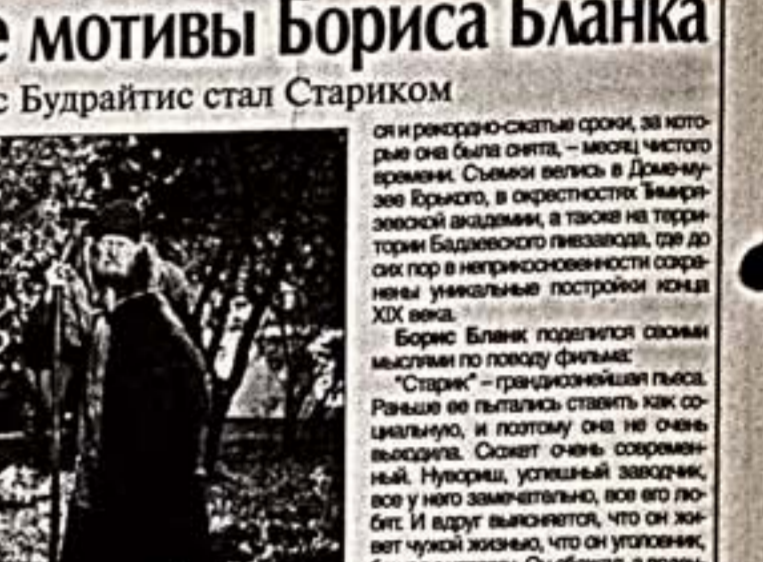 е мотивы Бориса Бланка
с Будрайтис стал Стариком
ся и рекордно-сжатые сроки, за кото-
рые она была снята, – месяц чистого
времени. Съемки велись в Доме-му-
зее Горького, в окрестностях Тимиря-
зевской академии, а также на терри-
тории Бадаевского пивзавода, где до
сих пор в неприкосновенности сохра-
нены уникальные постройки конца
XIX века.
Борис Бланк поделился своими
мыслями по поводу фильма:
"Старик" – грандиознейшая пьеса.
Раньше ее пытались ставить как со-
циальную, и поэтому она не очень
выходила. Сюжет очень современ-
ный. Нувориш, успешный заводчик,
все у него замечательно, все его лю-
бят. И вдруг выясняется, что он жи-
вет чужой жизнью, что он уголовник,